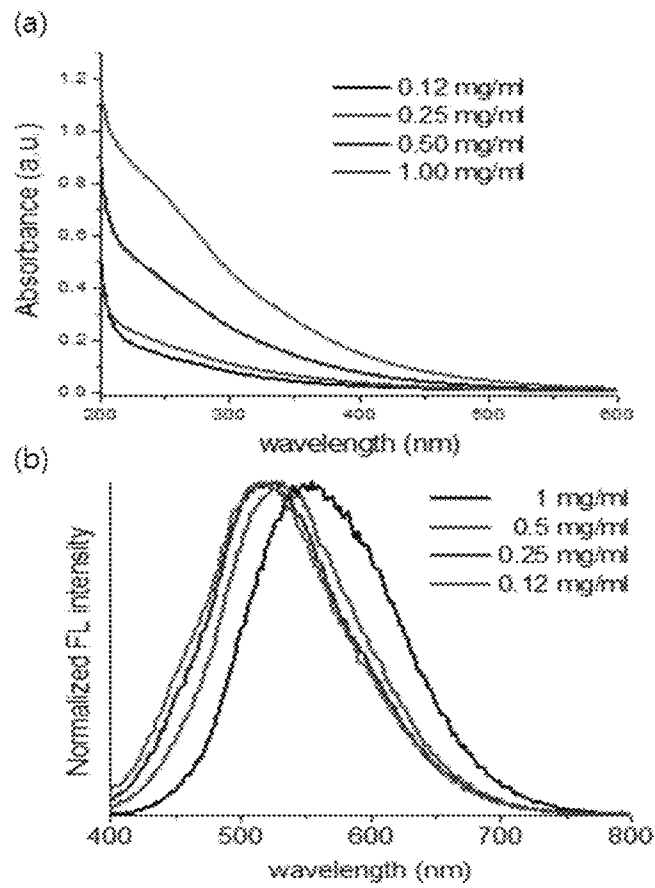 (a)
Absorbance (a.u.)
1.2
1.0
0.8
0.6
0.4
0.2
0.0
0.12 mg/ml
0.25 mg/ml
0.50 mg/ml
1.00 mg/ml
200 300 400
wavelength (nm)
(b)
Normalized FL intensity
1 mg/ml
0.5 mg/ml
0.25 mg/ml
0.12 mg/ml
400 500 600 700 800
wavelength (nm)